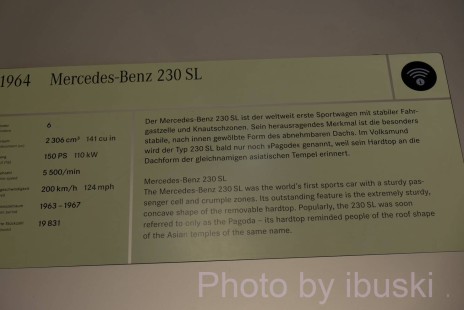 1964 Mercedes-Benz 230 SL
6
2 306 cm³ 141 cu in
150 PS 110 kW
5 500/min
200 km/h 124 mph
1963 – 1967
19 831
Der Mercedes-Benz 230 SL ist der weltweit erste Sportwagen mit stabiler Fahr-
gastzelle und Knautschzonen. Sein herausragendes Merkmal ist die besonders
stabile, nach innen gewölbte Form des abnehmbaren Dachs. Im Volksmund
wird der Typ 230 SL bald nur noch »Pagode« genannt, weil sein Hardtop an die
Dachform der gleichnamigen asiatischen Tempel erinnert.
Mercedes-Benz 230 SL
The Mercedes-Benz 230 SL was the world's first sports car with a sturdy pas-
senger cell and crumple zones. Its outstanding feature is the extremely sturdy,
concave shape of the removable hardtop. Popularly, the 230 SL was soon
referred to only as the Pagoda – its hardtop reminded people of the roof shape
of the Asian temples of the same name.
Photo by ibuski